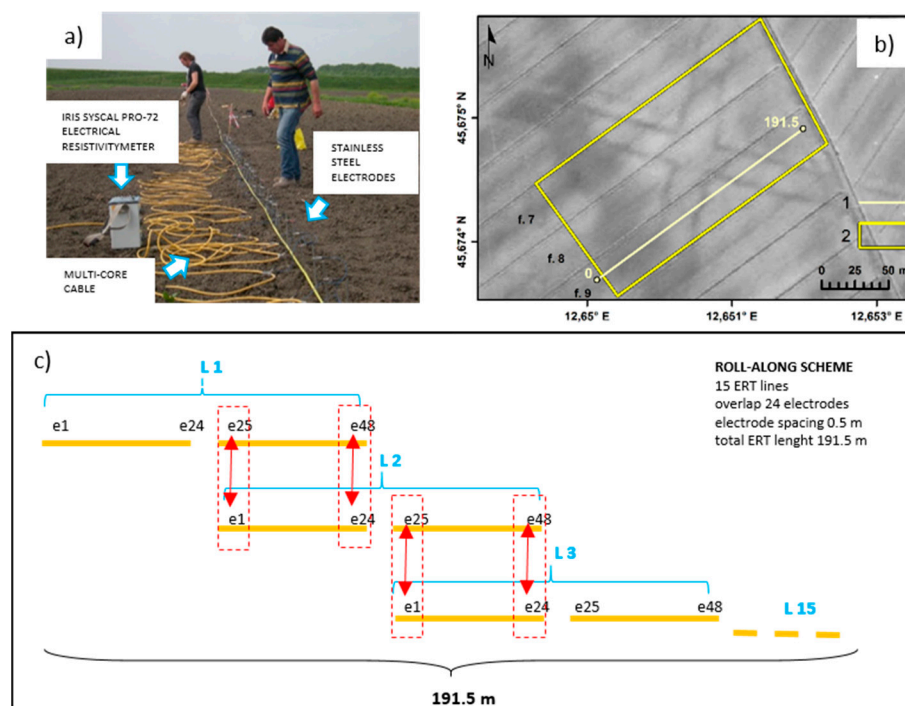 a)
IRIS SYSCAL PRO-72
ELECTRICAL
RESISTIVITYMETER
STAINLESS
STEEL
ELECTRODES
MULTI-CORE
CABLE
b)
N
45,675° N
45,674° N
191.5
0
f. 7
f. 8
f. 9
1
2
0 25 50 m
12,65° E
12,651° E
12,653° E
c)
L 1
e1
e24
e25
e48
L 2
e1
e24
e25
e48
L 3
e1
e24
e25
e48
L 15
191.5 m
ROLL-ALONG SCHEME
15 ERT lines
overlap 24 electrodes
electrode spacing 0.5 m
total ERT lenght 191.5 m